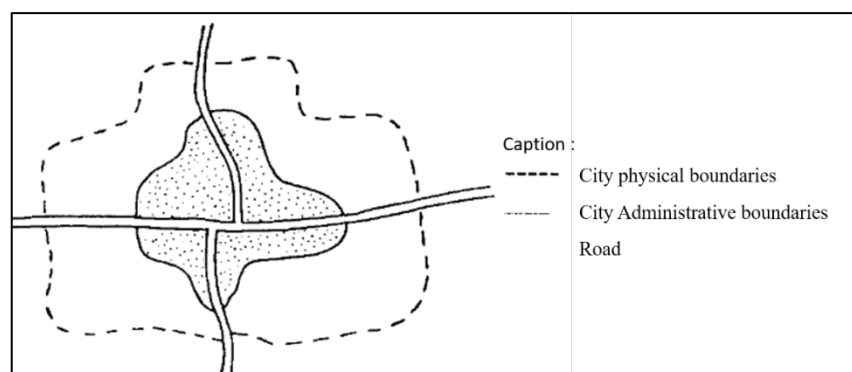 Caption :
City physical boundaries
City Administrative boundaries
Road